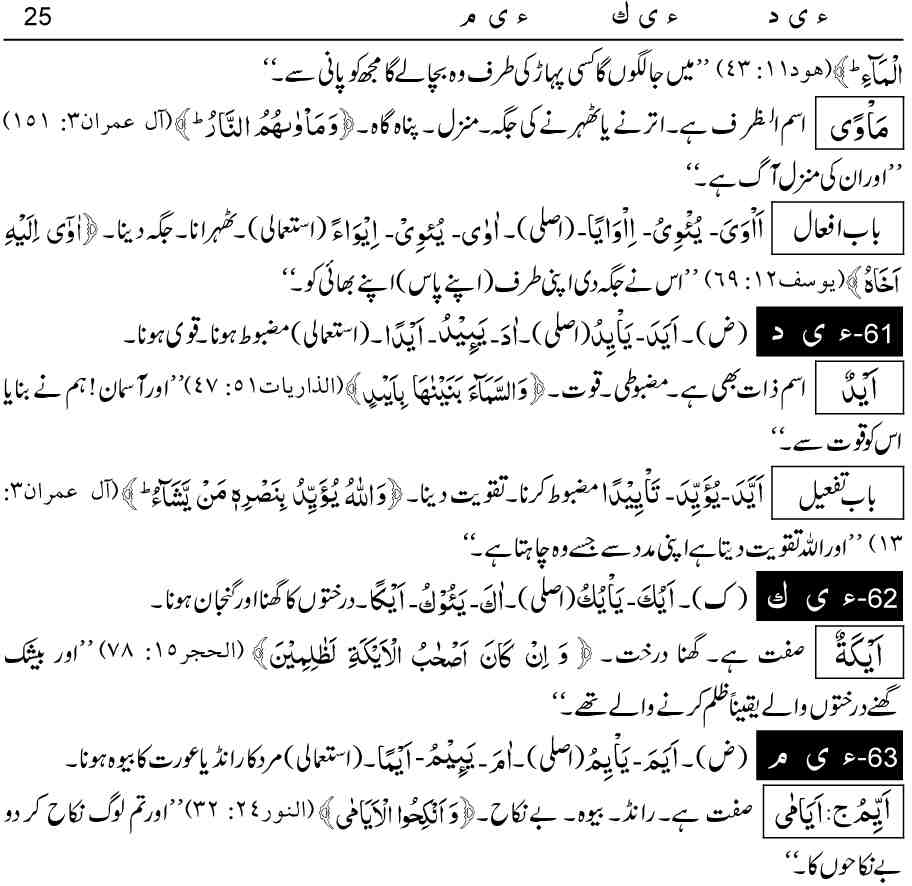 25 ء ی د ء ی ك ء ی م
الْمَآءِ ؕ﴾ (ھود۱۱: ۴۳) ’’میں جا لگوں گا کسی پہاڑ کی طرف وہ بچا لے گا مجھ کو پانی سے۔‘‘
مَاْوًی اسم الظرف ہے۔ اترنے یا ٹھہرنے کی جگہ۔ منزل۔ پناہ گاہ۔ ﴿وَ مَاْوٰىھُمُ النَّارُ ؕ﴾ (آل عمران۳: ۱۵۱)
’’اور ان کی منزل آگ ہے۔‘‘
باب افعال اَاْوَیَ۔ یُئْوِیُ۔ اِاْوَایًا۔ (اصلی)۔ اٰوٰی۔ یُئْوِیْ۔ اِیْوَاءً (استعمالی)۔ ٹھہرانا۔ جگہ دینا۔ ﴿اٰوٰٓی اِلَیْهِ
اَخَاهُ﴾ (یوسف۱۲: ۶۹) ’’اس نے جگہ دی اپنی طرف (اپنے پاس) اپنے بھائی کو۔‘‘
61- ء ی د (ض)۔ اَیَدَ۔ یَاْیِدُ (اصلی)۔ اٰدَ۔ یَیِٕیْدُ۔ اَیْدًا۔ (استعمالی) مضبوط ہونا۔ قوی ہونا۔
اَیْدٌ اسم ذات بھی ہے۔ مضبوطی۔ قوت۔ ﴿وَالسَّمَآءَ بَنَیْنٰھَا بِاَیْىدٍ﴾ (الذاریات۵۱: ۴۷) ’’اور آسمان! ہم نے بنایا
اس کو قوت سے۔‘‘
باب تفعیل اَیَّدَ۔ یُؤَیِّدَ۔ تَاْیِیْدًا مضبوط کرنا۔ تقویت دینا۔ ﴿وَاللّٰهُ یُؤَیِّدُ بِنَصْرِهٖ مَنْ یَّشَآءُ ؕ﴾ (آل عمران۳:
۱۳) ’’اور اللہ تقویت دیتا ہے اپنی مدد سے جسے وہ چاہتا ہے۔‘‘
62- ء ی ك (ک)۔ اَیُكَ۔ یَاْیُكُ (اصلی)۔ اٰكَ۔ یَئُوْكُ۔ اَیْكًا۔ درختوں کا گھنا اور گنجان ہونا۔
اَیْكَةٌ صفت ہے۔ گھنا درخت۔ ﴿ وَ اِنْ كَانَ اَصْحٰبُ الْاَیْكَةِ لَظٰلِمِیْنَ﴾ (الحجر۱۵: ۷۸) ’’اور بیشک
گھنے درختوں والے یقیناً ظلم کرنے والے تھے۔‘‘
63- ء ی م (ض)۔ اَیَمَ۔ یَاْیِمُ (اصلی)۔ اٰمَ۔ یَیِٕیْمُ۔ اَیْمًا۔ (استعمالی) مرد کا رانڈ یا عورت کا بیوہ ہونا۔
اَیِّمٌ ج: اَیَامٰی صفت ہے۔ رانڈ۔ بیوہ۔ بے نکاح۔ ﴿وَ اَنْكِحُوا الْاَیَامٰی﴾ (النور۲۴: ۳۲) ’’اور تم لوگ نکاح کر دو
بے نکاحوں کا۔‘‘